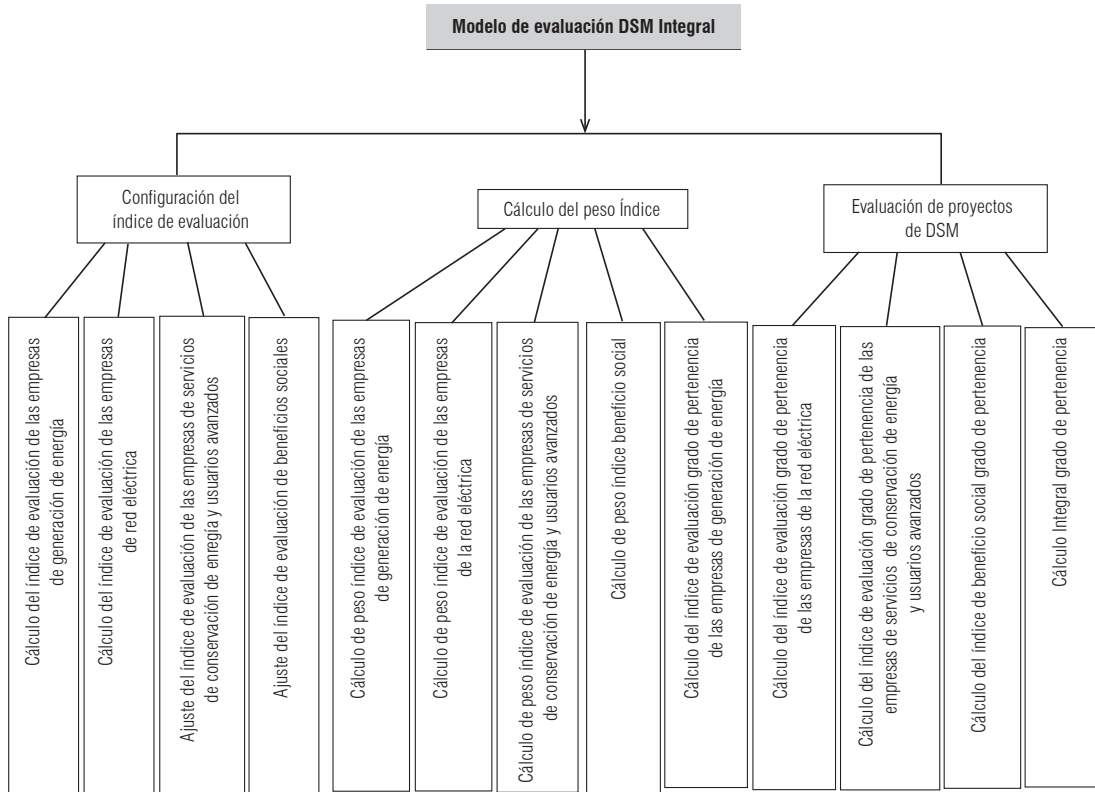 Modelo de evaluación DSM Integral
Configuración del
índice de evaluación
Cálculo del peso Índice
Evaluación de proyectos
de DSM
Cálculo del índice de evaluación de las empresas
de generación de energía
Cálculo del índice de evaluación de las empresas
de red eléctrica
Ajuste del índice de evaluación de las empresas de servicios
de conservación de enregía y usuarios avanzados
Ajuste del índice de evaluación de beneficios sociales
Cálculo de peso índice de evaluación de las empresas
de generación de energía
Cálculo de peso índice de evaluación de las empresas
de la red eléctrica
Cálculo de peso índice de evaluación de las empresas de servicios
de conservación de energía y usuarios avanzados
Cálculo de peso índice beneficio social
Cálculo del índice de evaluación grado de pertenencia
de las empresas de generación de energía
Cálculo del índice de evaluación grado de pertenencia
de las empresas de la red eléctrica
Cálculo del índice de evaluación grado de pertenencia de las
empresas de servicios de conservación de energía
y usuarios avanzados
Cálculo del índice de beneficio social grado de pertenencia
Cálculo Integral grado de pertenencia